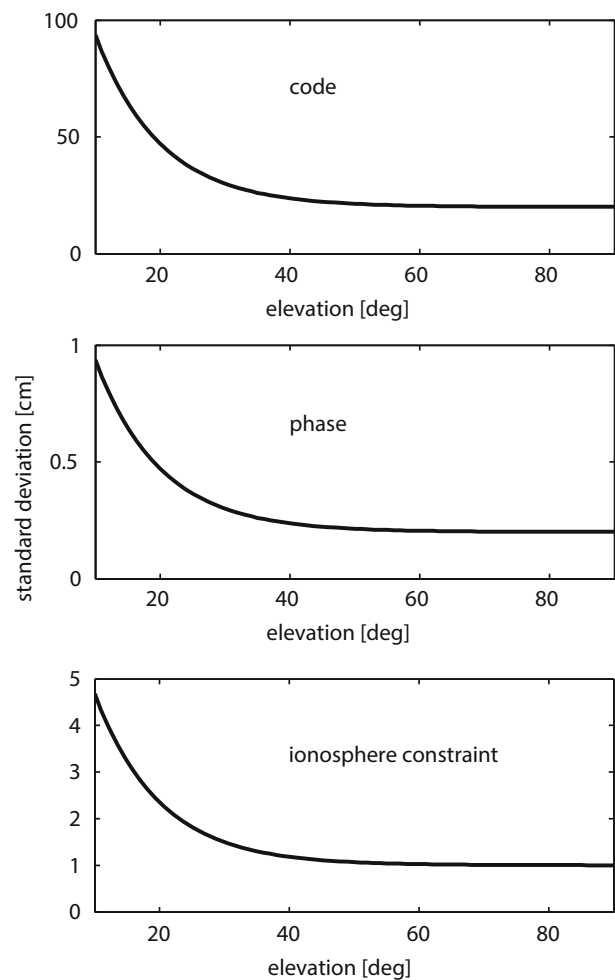 100
50
0
code
20 40 60 80
elevation [deg]
standard deviation [cm]
1
0.5
0
phase
20 40 60 80
elevation [deg]
5
4
3
2
1
0
ionosphere constraint
20 40 60 80
elevation [deg]